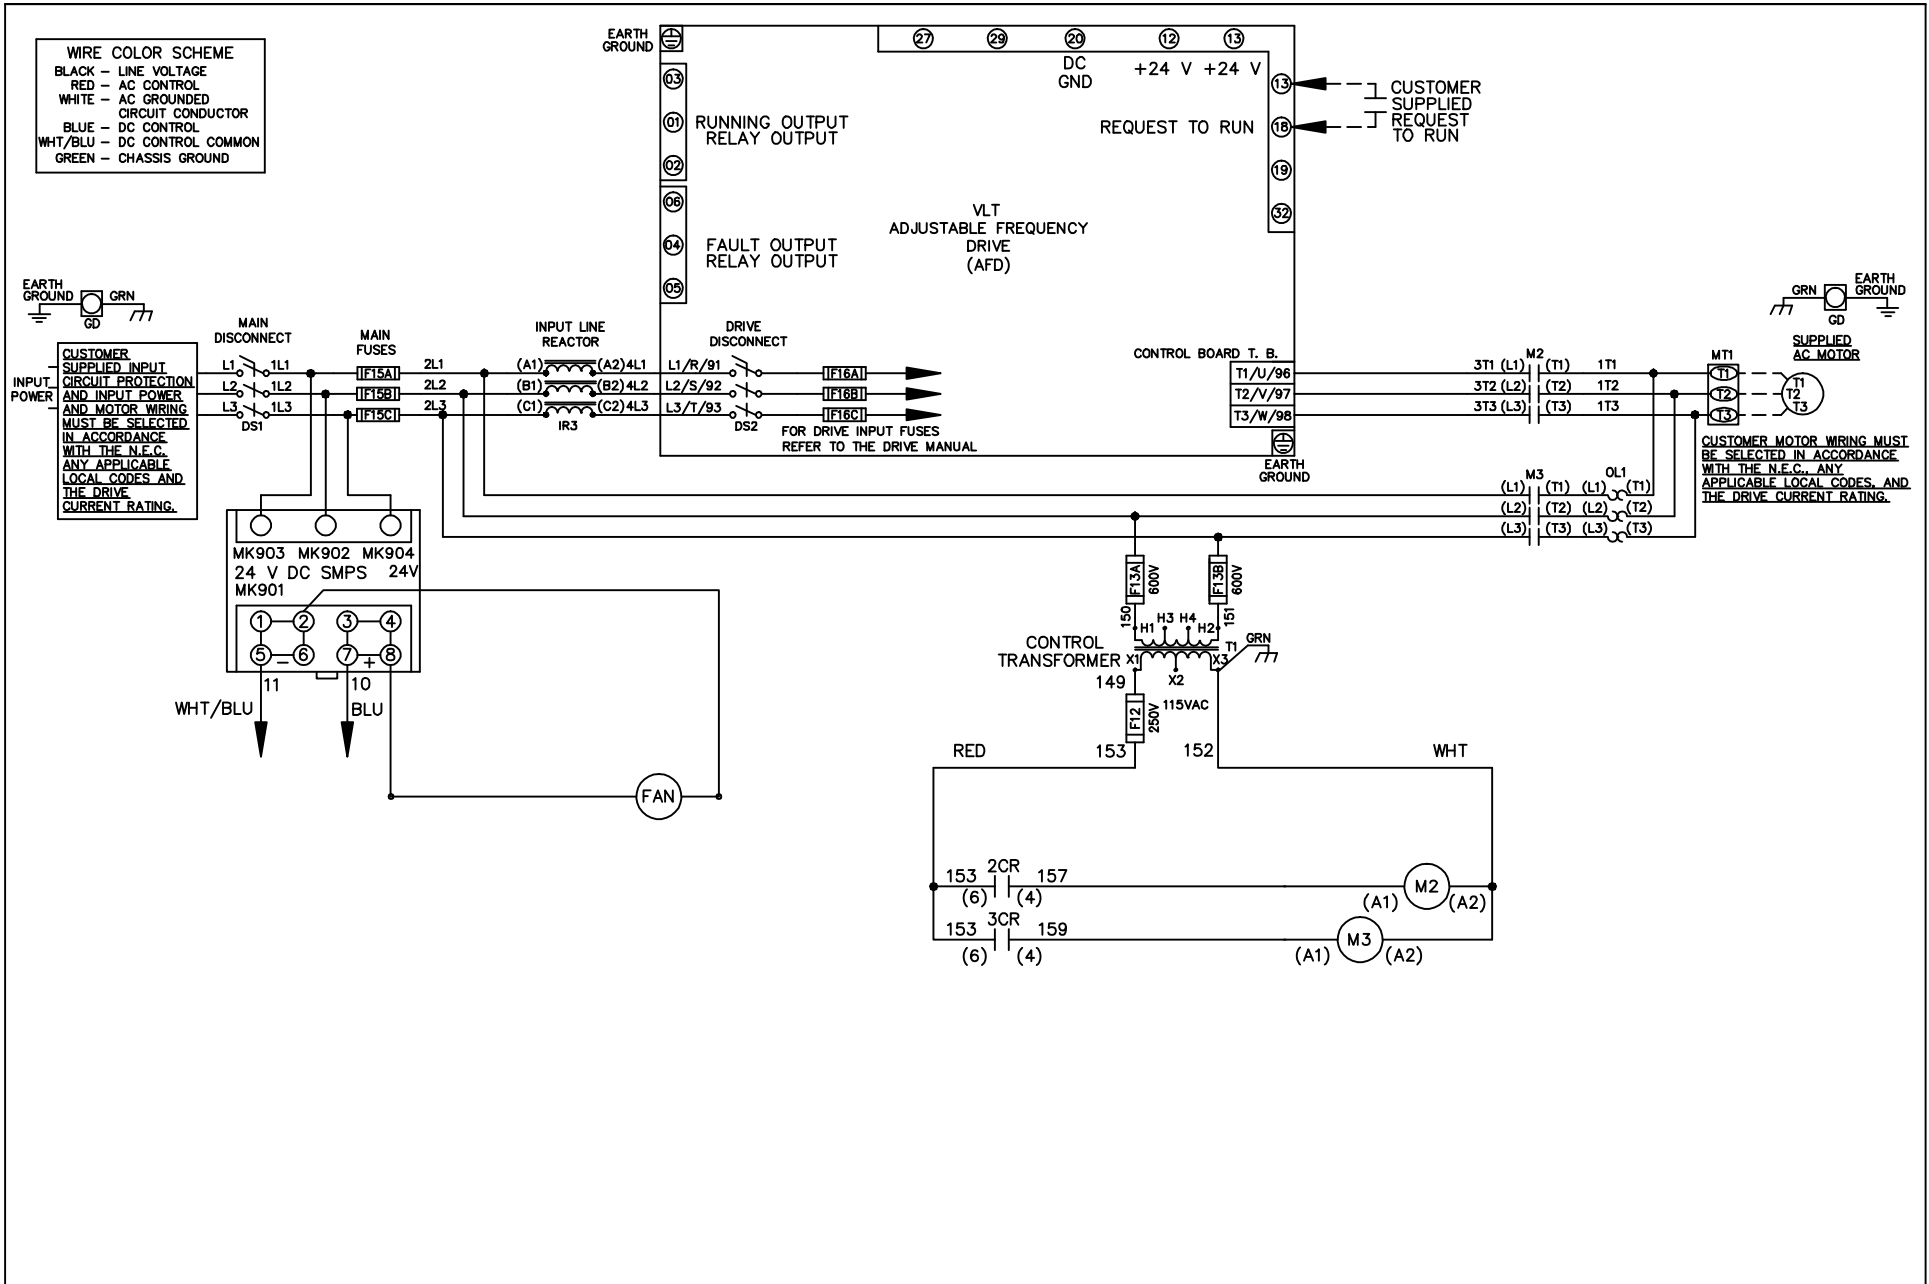 WIRE COLOR SCHEME
BLACK – LINE VOLTAGE
RED – AC CONTROL
WHITE – AC GROUNDED
CIRCUIT CONDUCTOR
BLUE – DC CONTROL
WHT/BLU – DC CONTROL COMMON
GREEN – CHASSIS GROUND
EARTH
GROUND
27 29 20 12 13
DC
GND
+24 V +24 V
03
01
02
RUNNING OUTPUT
RELAY OUTPUT
06
04
05
FAULT OUTPUT
RELAY OUTPUT
VLT
ADJUSTABLE FREQUENCY
DRIVE
(AFD)
13
REQUEST TO RUN 18
19
32
CUSTOMER
SUPPLIED
REQUEST
TO RUN
EARTH
GROUND
GRN
GD
INPUT
POWER
CUSTOMER
SUPPLIED INPUT
CIRCUIT PROTECTION
AND INPUT POWER
AND MOTOR WIRING
MUST BE SELECTED
IN ACCORDANCE
WITH THE N.E.C.
ANY APPLICABLE
LOCAL CODES AND
THE DRIVE
CURRENT RATING.
MAIN
DISCONNECT
L1 1L1
L2 1L2
L3 1L3
DS1
MAIN
FUSES
F15A 2L1
F15B 2L2
F15C 2L3
INPUT LINE
REACTOR
(A1) (A2) 4L1
(B1) (B2) 4L2
(C1) (C2) 4L3
IR3
DRIVE
DISCONNECT
L1/R/91
L2/S/92
L3/T/93
DS2
F16A
F16B
F16C
FOR DRIVE INPUT FUSES
REFER TO THE DRIVE MANUAL
CONTROL BOARD T. B.
T1/U/96
T2/V/97
T3/W/98
EARTH
GROUND
M2
3T1 (L1) (T1) 1T1
3T2 (L2) (T2) 1T2
3T3 (L3) (T3) 1T3
MT1
T1
T2
T3
GRN
GD
EARTH
GROUND
SUPPLIED
AC MOTOR
T1
T2
T3
CUSTOMER MOTOR WIRING MUST
BE SELECTED IN ACCORDANCE
WITH THE N.E.C., ANY
APPLICABLE LOCAL CODES, AND
THE DRIVE CURRENT RATING.
M3 OL1
(L1) (T1) (L1) (T1)
(L2) (T2) (L2) (T2)
(L3) (T3) (L3) (T3)
MK903 MK902 MK904
24 V DC SMPS 24V
MK901
1 2 3 4
5 – 6 7 + 8
11 10
WHT/BLU BLU
FAN
F13A 600V F13B 600V
150 151
H1 H3 H4 H2
CONTROL
TRANSFORMER
T1
X1 X2 X3
GRN
149
F12 250V
115VAC
RED 153 152 WHT
153 2CR 157
(6) (4)
M2
(A1) (A2)
153 3CR 159
(6) (4)
M3
(A1) (A2)